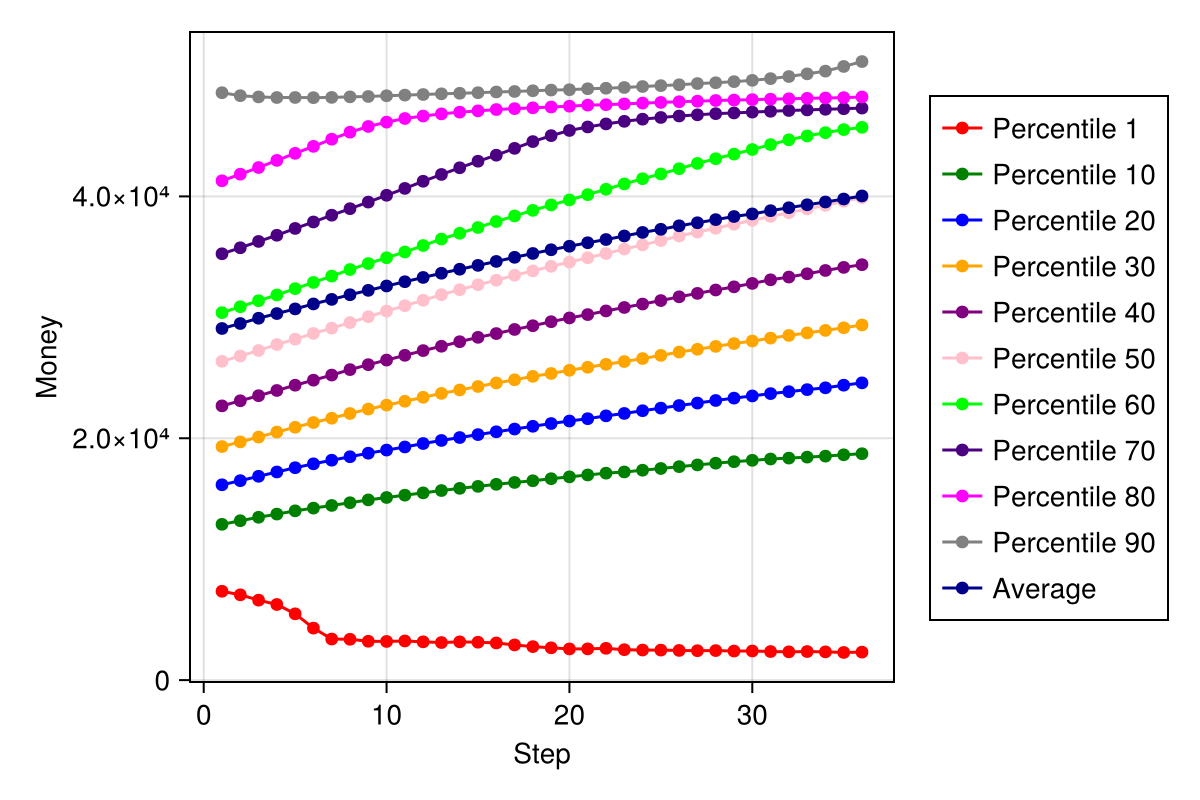 Money
4.0×10⁴
2.0×10⁴
0
0 10 20 30
Step
Percentile 1
Percentile 10
Percentile 20
Percentile 30
Percentile 40
Percentile 50
Percentile 60
Percentile 70
Percentile 80
Percentile 90
Average